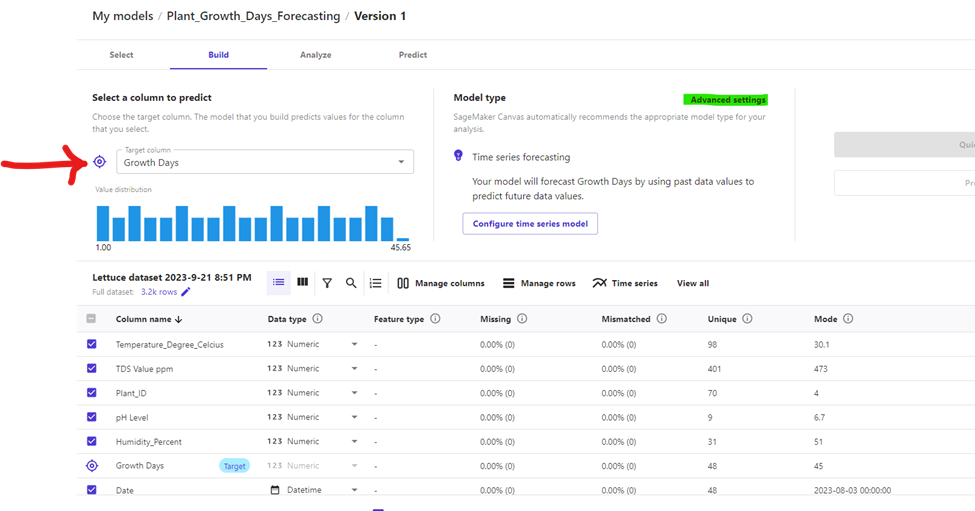 My models / Plant_Growth_Days_Forecasting / Version 1
Select Build Analyze Predict
Select a column to predict
Choose the target column. The model that you build predicts values for the column
that you select.
Target column
Growth Days
Value distribution
1.00 45.65
Model type
Advanced settings
SageMaker Canvas automatically recommends the appropriate model type for your
analysis.
Time series forecasting
Your model will forecast Growth Days by using past data values to
predict future data values.
Configure time series model
Quic
Pre
Lettuce dataset 2023-9-21 8:51 PM
Full dataset: 3.2k rows
Manage columns Manage rows Time series View all
Column name Data type Feature type Missing Mismatched Unique Mode
Temperature_Degree_Celcius 123 Numeric - 0.00% (0) 0.00% (0) 98 30.1
TDS Value ppm 123 Numeric - 0.00% (0) 0.00% (0) 401 473
Plant_ID 123 Numeric - 0.00% (0) 0.00% (0) 70 4
pH Level 123 Numeric - 0.00% (0) 0.00% (0) 9 6.7
Humidity_Percent 123 Numeric - 0.00% (0) 0.00% (0) 31 51
Growth Days Target 123 Numeric - 0.00% (0) 0.00% (0) 48 45
Date Datetime - 0.00% (0) 0.00% (0) 48 2023-08-03 00:00:00